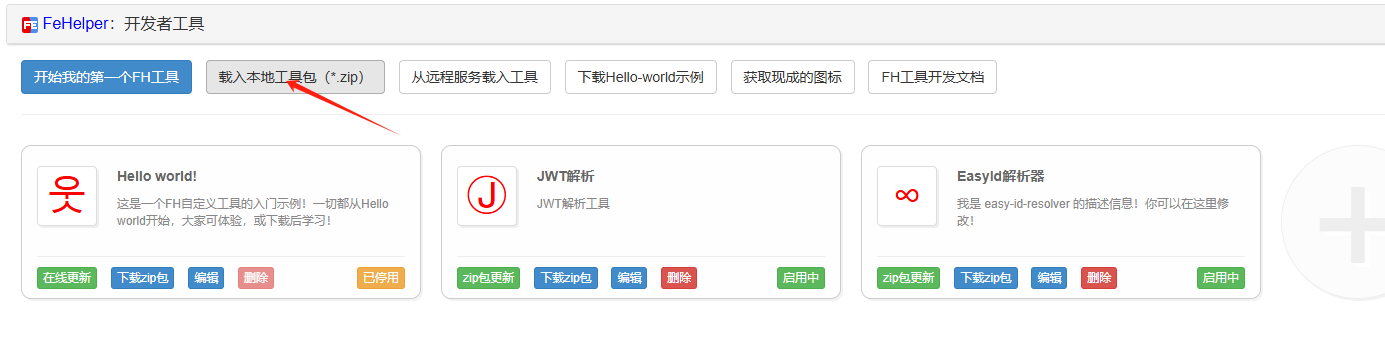 FeHelper：开发者工具
开始我的第一个FH工具 载入本地工具包（*.zip） 从远程服务载入工具 下载Hello-world示例 获取现成的图标 FH工具开发文档
웃
Hello world!
这是一个FH自定义工具的入门示例！一切都从Hello
world开始，大家可体验，或下载后学习！
在线更新 下载zip包 编辑 删除 已停用
Ⓙ
JWT解析
JWT解析工具
zip包更新 下载zip包 编辑 删除 启用中
∞
EasyId解析器
我是 easy-id-resolver 的描述信息！你可以在这里修
改！
zip包更新 下载zip包 编辑 删除 启用中